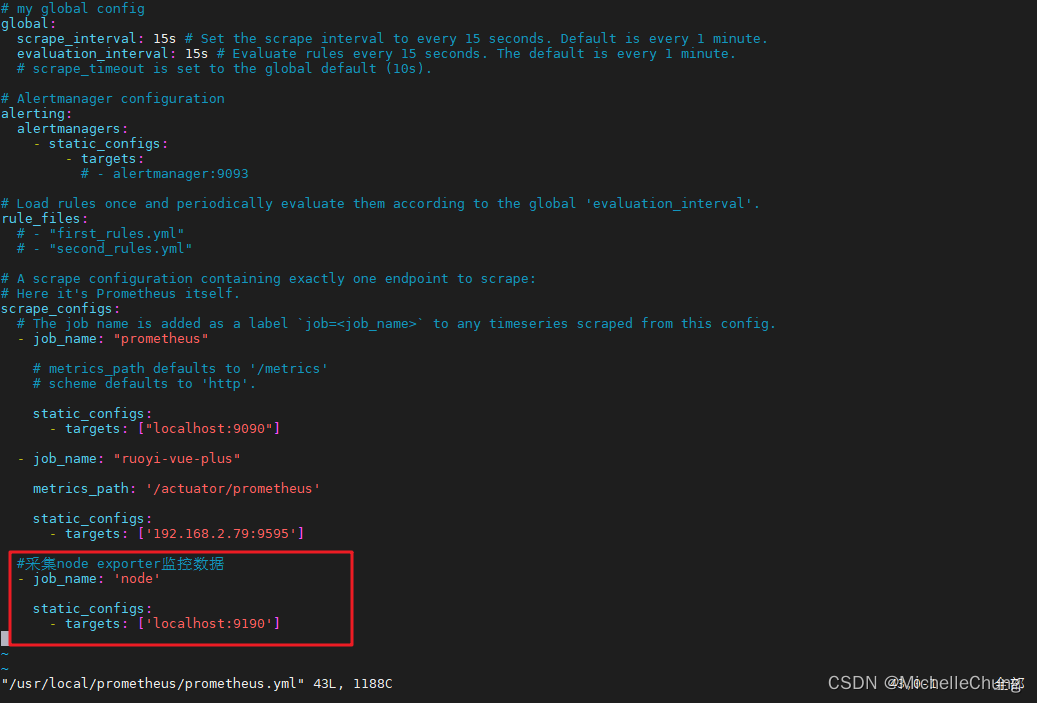 # my global config
global:
  scrape_interval: 15s # Set the scrape interval to every 15 seconds. Default is every 1 minute.
  evaluation_interval: 15s # Evaluate rules every 15 seconds. The default is every 1 minute.
  # scrape_timeout is set to the global default (10s).

# Alertmanager configuration
alerting:
  alertmanagers:
    - static_configs:
        - targets:
          # - alertmanager:9093

# Load rules once and periodically evaluate them according to the global 'evaluation_interval'.
rule_files:
  # - "first_rules.yml"
  # - "second_rules.yml"

# A scrape configuration containing exactly one endpoint to scrape:
# Here it's Prometheus itself.
scrape_configs:
  # The job name is added as a label `job=<job_name>` to any timeseries scraped from this config.
  - job_name: "prometheus"

    # metrics_path defaults to '/metrics'
    # scheme defaults to 'http'.

    static_configs:
      - targets: ["localhost:9090"]

  - job_name: "ruoyi-vue-plus"

    metrics_path: '/actuator/prometheus'

    static_configs:
      - targets: ['192.168.2.79:9595']

  #采集node exporter监控数据
  - job_name: 'node'

    static_configs:
      - targets: ['localhost:9190']

~
~
"/usr/local/prometheus/prometheus.yml" 43L, 1188C
CSDN @MichelleChung
全部